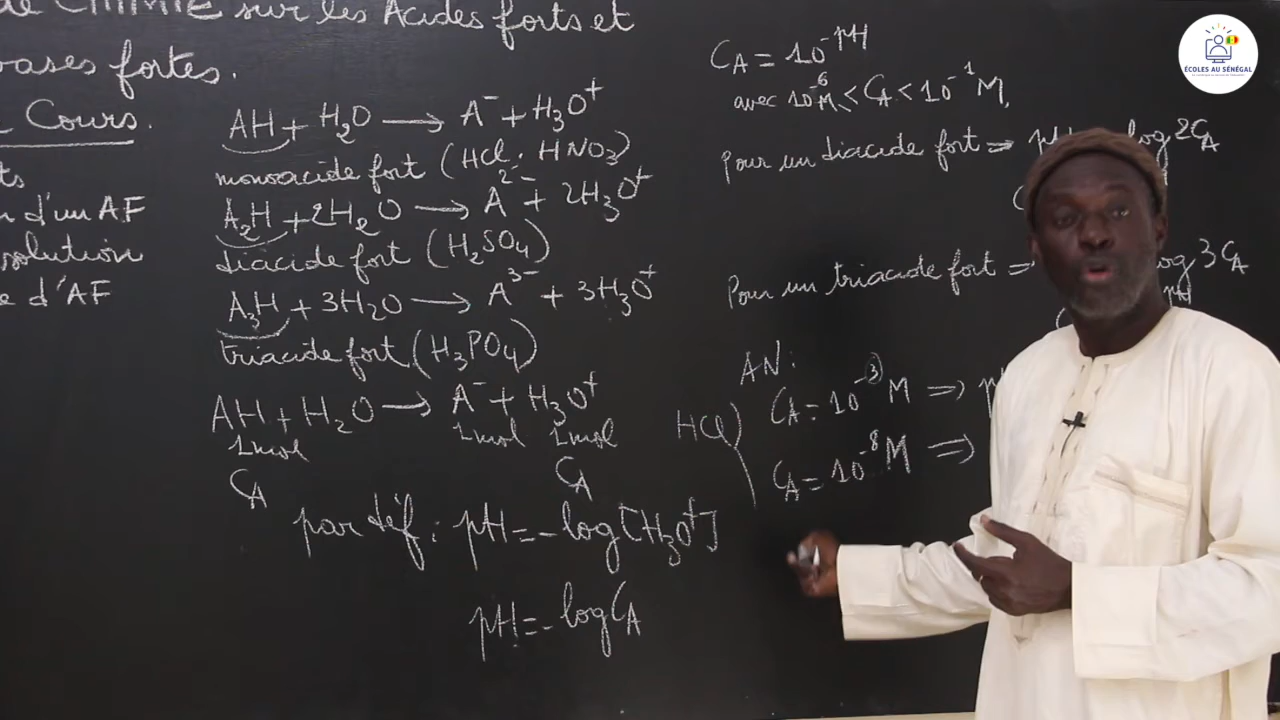 de CHIMIE sur les Acides forts et
bases fortes.
Cours.
n d'un AF
solution
e d'AF
AH + H₂O → A⁻ + H₃O⁺
monoacide fort (HCl, HNO₃)
A₂H + 2H₂O → A²⁻ + 2H₃O⁺
diacide fort (H₂SO₄)
A₃H + 3H₂O → A³⁻ + 3H₃O⁺
triacide fort (H₃PO₄)
AH + H₂O → A⁻ + H₃O⁺
1mol 1mol 1mol
CA CA
par déf : pH = -log[H₃O⁺]
pH = -log CA
CA = 10^-pH
avec 10⁻⁶M < CA < 10⁻¹M.
pour un diacide fort ⇒ log 2CA
Pour un triacide fort ⇒ log 3CA
AN:
HCl) CA = 10⁻³ M ⇒ p
CA = 10⁻⁸ M ⇒
ÉCOLES AU SÉNÉGAL